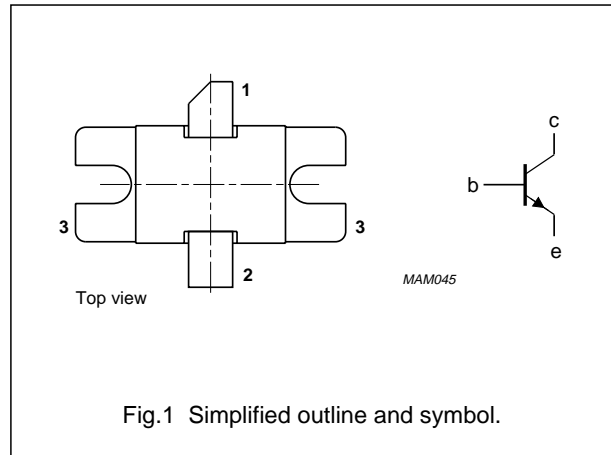 1
c
b
3
3
e
2
MAM045
Top view
Fig.1 Simplified outline and symbol.